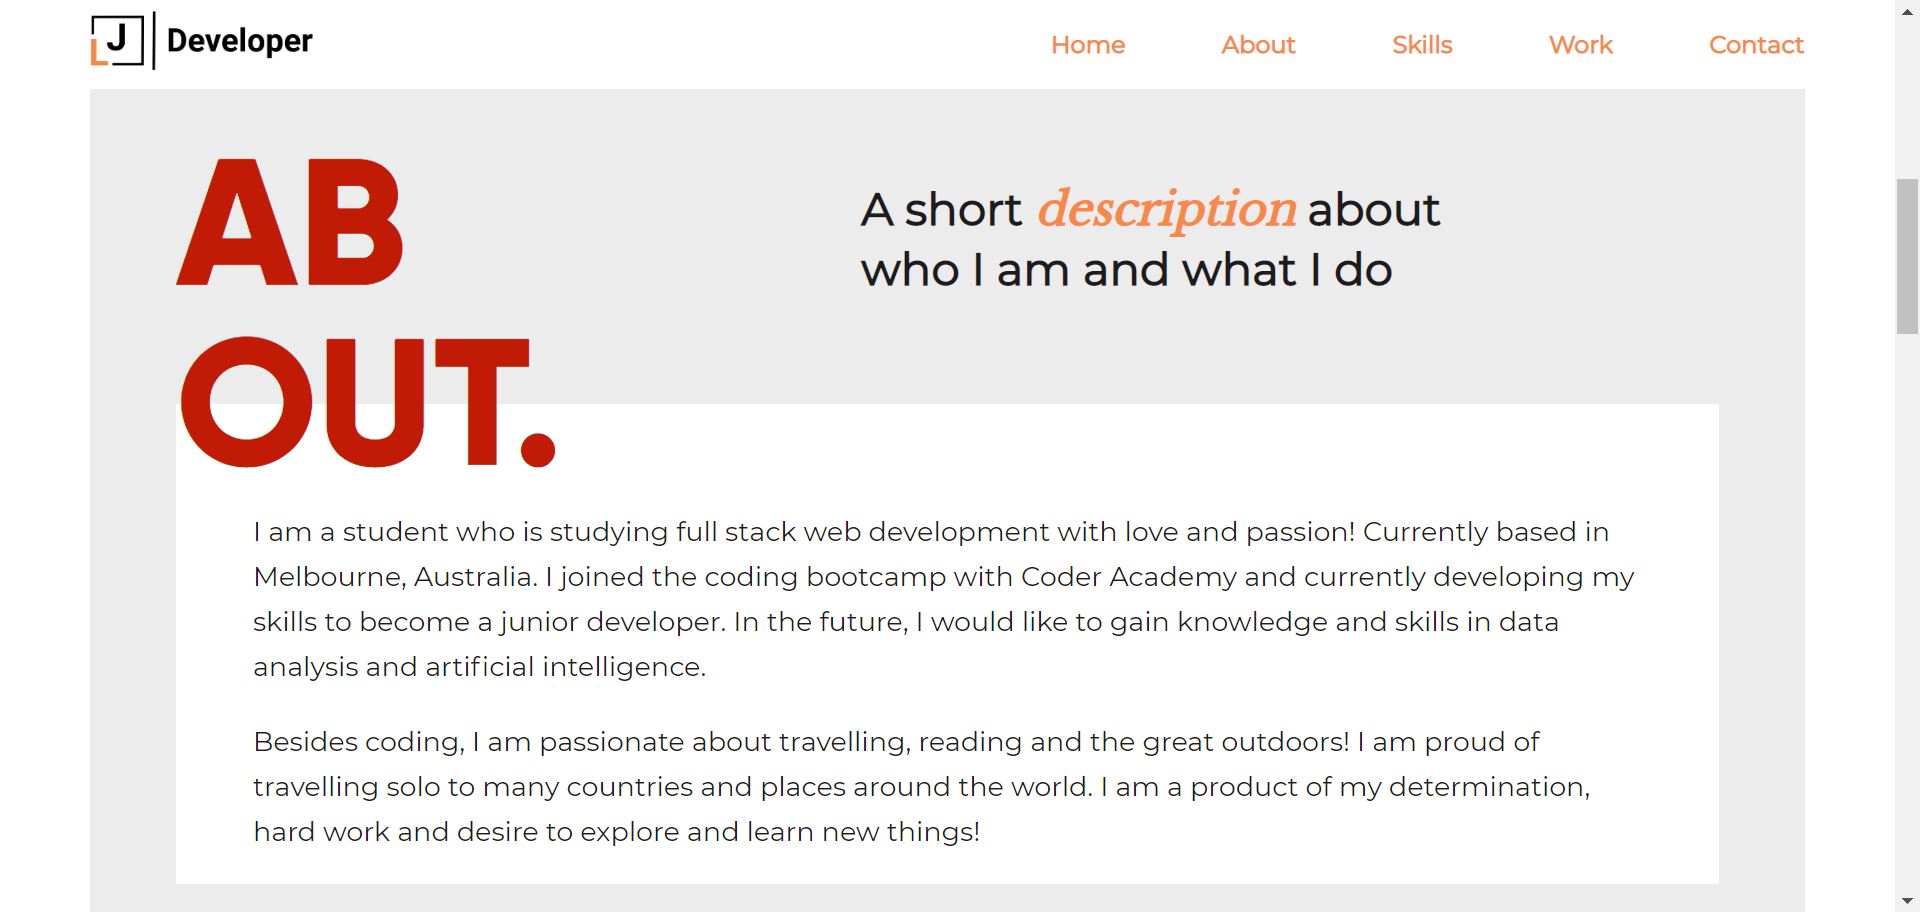 LJ Developer
Home About Skills Work Contact
AB
OUT.
A short description about
who I am and what I do
I am a student who is studying full stack web development with love and passion! Currently based in
Melbourne, Australia. I joined the coding bootcamp with Coder Academy and currently developing my
skills to become a junior developer. In the future, I would like to gain knowledge and skills in data
analysis and artificial intelligence.
Besides coding, I am passionate about travelling, reading and the great outdoors! I am proud of
travelling solo to many countries and places around the world. I am a product of my determination,
hard work and desire to explore and learn new things!